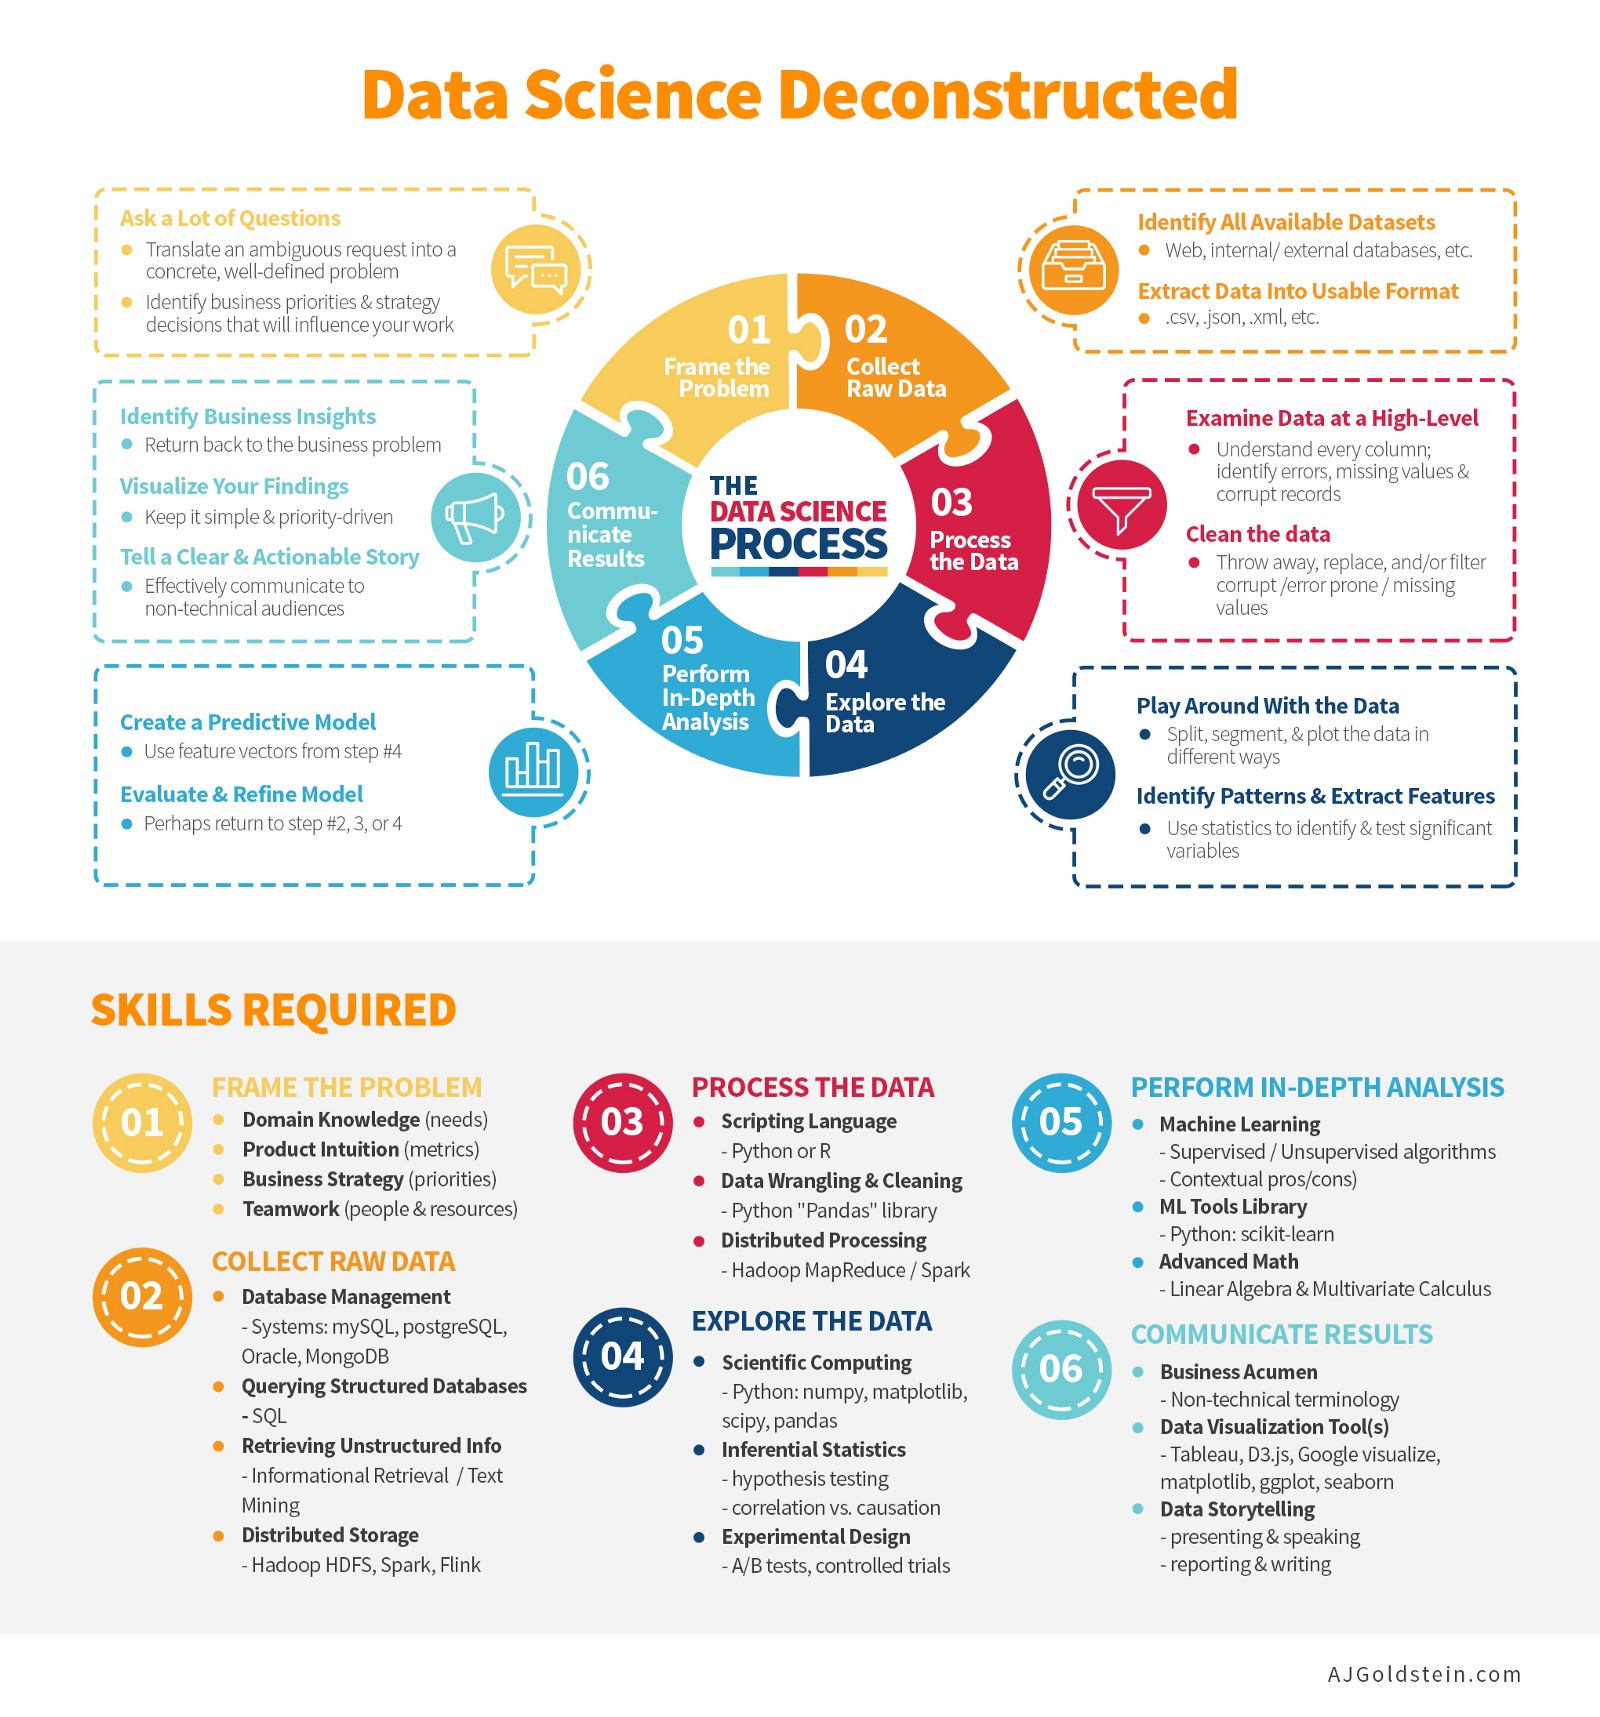 Data Science Deconstructed
Ask a Lot of Questions
Translate an ambiguous request into a
concrete, well-defined problem
Identify business priorities & strategy
decisions that will influence your work
Identify All Available Datasets
Web, internal/ external databases, etc.
Extract Data Into Usable Format
.csv, .json, .xml, etc.
Identify Business Insights
Return back to the business problem
Visualize Your Findings
Keep it simple & priority-driven
Tell a Clear & Actionable Story
Effectively communicate to
non-technical audiences
Examine Data at a High-Level
Understand every column;
identify errors, missing values &
corrupt records
Clean the data
Throw away, replace, and/or filter
corrupt /error prone / missing
values
Create a Predictive Model
Use feature vectors from step #4
Evaluate & Refine Model
Perhaps return to step #2, 3, or 4
Play Around With the Data
Split, segment, & plot the data in
different ways
Identify Patterns & Extract Features
Use statistics to identify & test significant
variables
01
Frame the
Problem
02
Collect
Raw Data
03
Process
the Data
04
Explore the
Data
05
Perform
In-Depth
Analysis
06
Commu-
nicate
Results
THE
DATA SCIENCE
PROCESS
SKILLS REQUIRED
01
FRAME THE PROBLEM
Domain Knowledge (needs)
Product Intuition (metrics)
Business Strategy (priorities)
Teamwork (people & resources)
02
COLLECT RAW DATA
Database Management
- Systems: mySQL, postgreSQL,
Oracle, MongoDB
Querying Structured Databases
- SQL
Retrieving Unstructured Info
- Informational Retrieval / Text
Mining
Distributed Storage
- Hadoop HDFS, Spark, Flink
03
PROCESS THE DATA
Scripting Language
- Python or R
Data Wrangling & Cleaning
- Python "Pandas" library
Distributed Processing
- Hadoop MapReduce / Spark
04
EXPLORE THE DATA
Scientific Computing
- Python: numpy, matplotlib,
scipy, pandas
Inferential Statistics
- hypothesis testing
- correlation vs. causation
Experimental Design
- A/B tests, controlled trials
05
PERFORM IN-DEPTH ANALYSIS
Machine Learning
- Supervised / Unsupervised algorithms
- Contextual pros/cons)
ML Tools Library
- Python: scikit-learn
Advanced Math
- Linear Algebra & Multivariate Calculus
06
COMMUNICATE RESULTS
Business Acumen
- Non-technical terminology
Data Visualization Tool(s)
- Tableau, D3.js, Google visualize,
matplotlib, ggplot, seaborn
Data Storytelling
- presenting & speaking
- reporting & writing
AJGoldstein.com